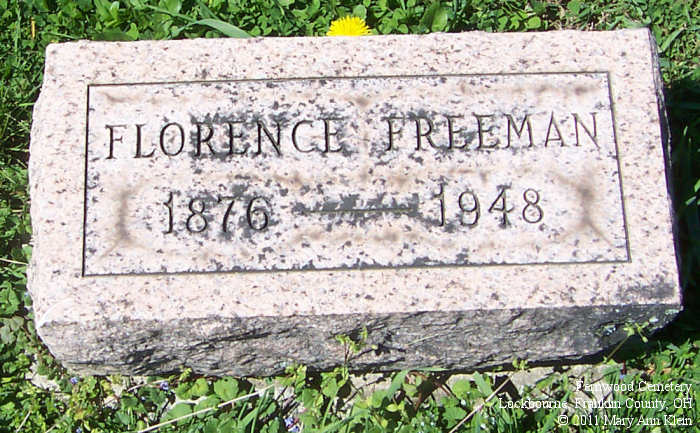 FLORENCE FREEMAN
1876 — 1948
Fernwood Cemetery
Lockbourne, Franklin County, OH
© 2011 Mary Ann Klein